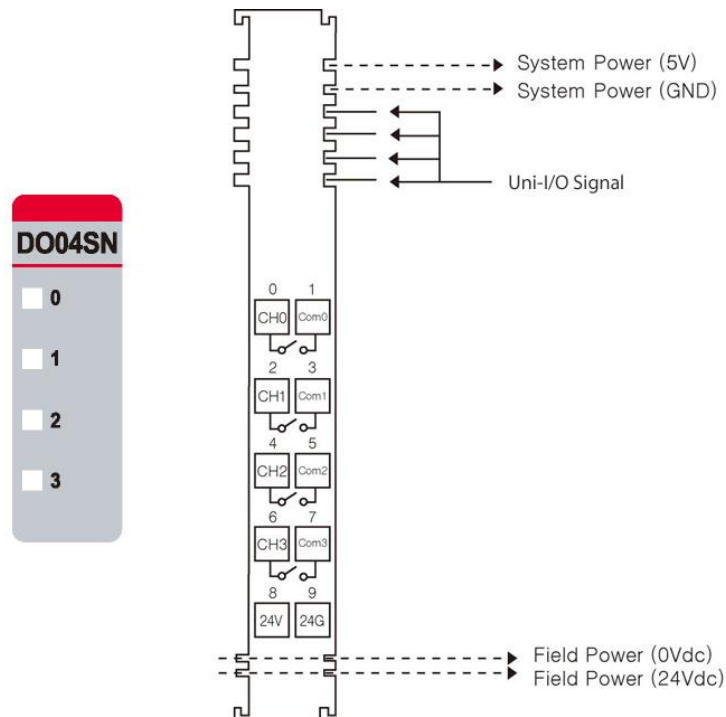 System Power (5V)
System Power (GND)
Uni-I/O Signal
DO04SN
0
1
2
3
0 1
CH0 Com0
2 3
CH1 Com1
4 5
CH2 Com2
6 7
CH3 Com3
8 9
24V 24G
Field Power (0Vdc)
Field Power (24Vdc)